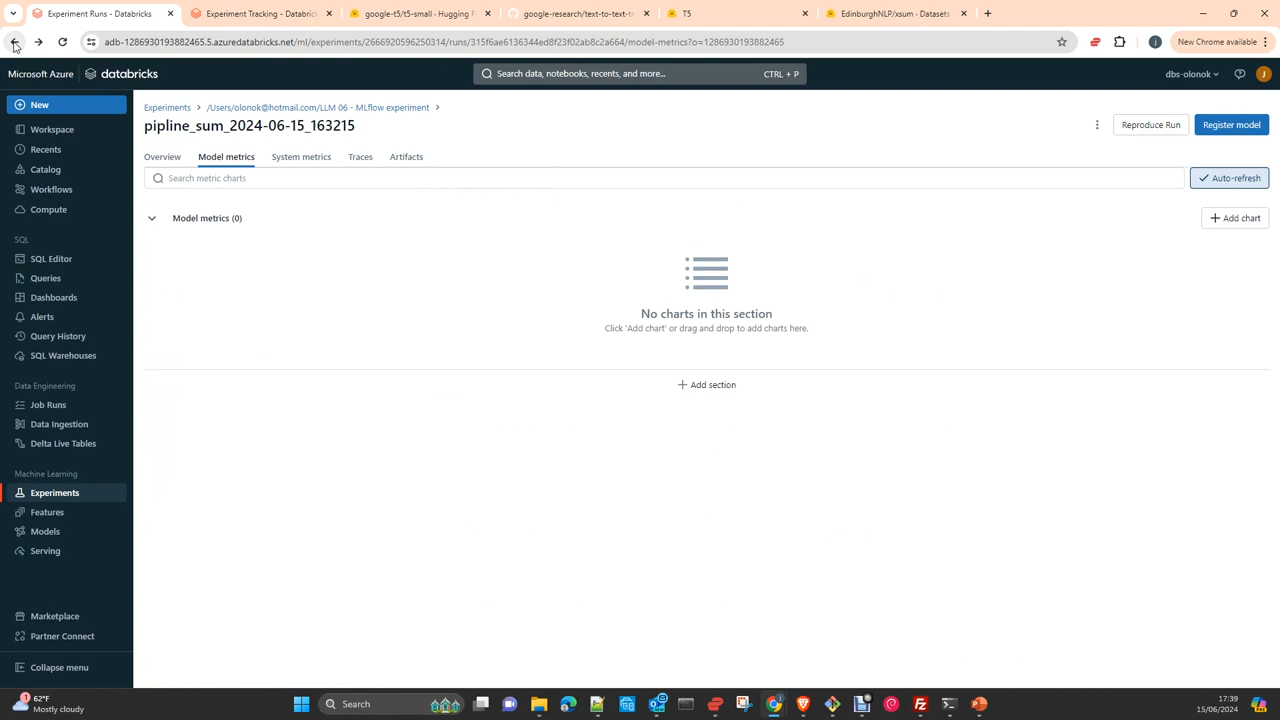 Experiment Runs - Databricks
Experiment Tracking - Databric
google-t5/t5-small · Hugging F
google-research/text-to-text-t
T5
EdinburghNLP/xsum · Datasets
adb-1286930193882465.5.azuredatabricks.net/ml/experiments/2666920596250314/runs/315f6ae6136344ed8f23f02ab8c2a664/model-metrics?o=1286930193882465
New Chrome available
Microsoft Azure
databricks
Search data, notebooks, recents, and more...
CTRL + P
dbs-olonok
J
New
Workspace
Recents
Catalog
Workflows
Compute
SQL
SQL Editor
Queries
Dashboards
Alerts
Query History
SQL Warehouses
Data Engineering
Job Runs
Data Ingestion
Delta Live Tables
Machine Learning
Experiments
Features
Models
Serving
Marketplace
Partner Connect
Collapse menu
Experiments > /Users/olonok@hotmail.com/LLM 06 - MLflow experiment >
pipline_sum_2024-06-15_163215
Reproduce Run
Register model
Overview
Model metrics
System metrics
Traces
Artifacts
Search metric charts
Auto-refresh
Model metrics (0)
Add chart
No charts in this section
Click 'Add chart' or drag and drop to add charts here.
Add section
1
62°F
Mostly cloudy
Search
17:39
15/06/2024